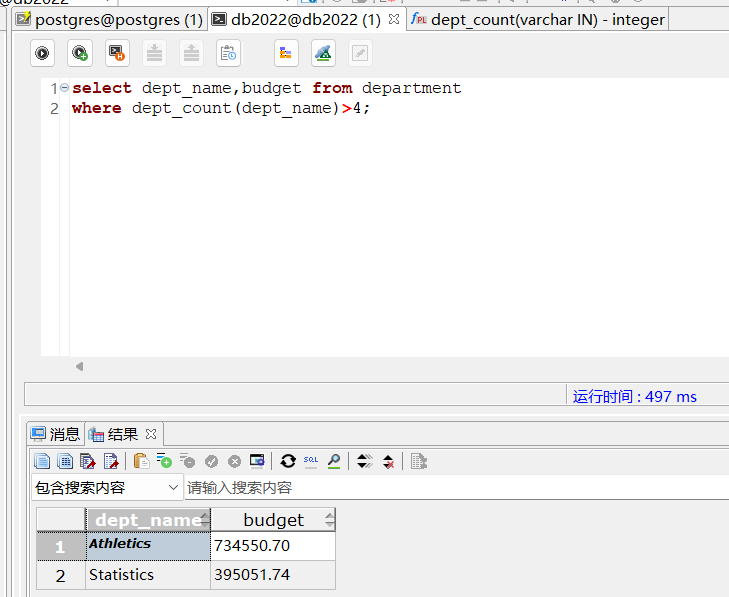 db2022
postgres@postgres (1) db2022@db2022 (1) dept_count(varchar IN) - integer
1 select dept_name,budget from department
2 where dept_count(dept_name)>4;
运行时间 : 497 ms
消息 结果
SQL
包含搜索内容 请输入搜索内容
dept_name budget
1 Athletics 734550.70
2 Statistics 395051.74